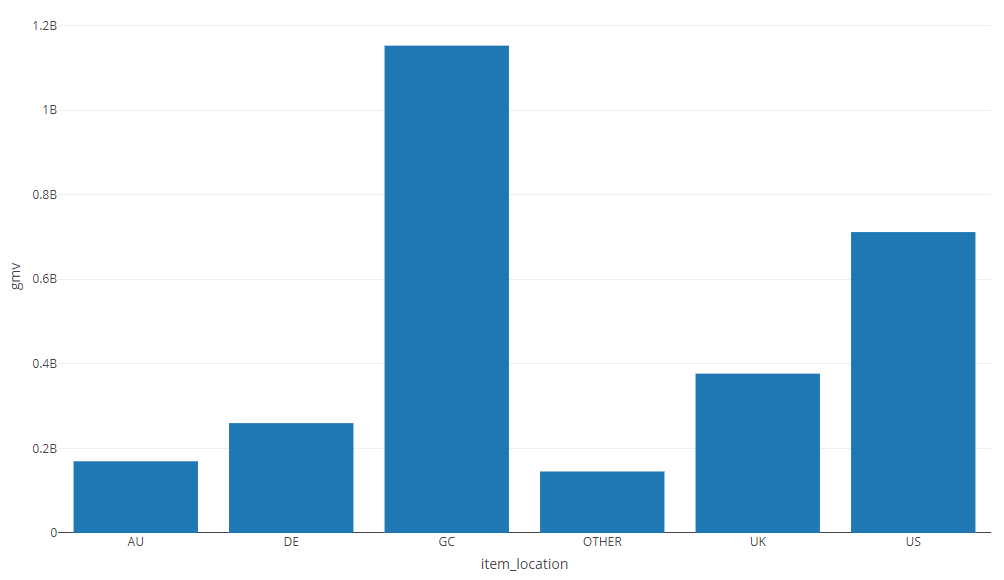 1.2B
1B
0.8B
0.6B
0.4B
0.2B
0
gmv
AU DE GC OTHER UK US
item_location